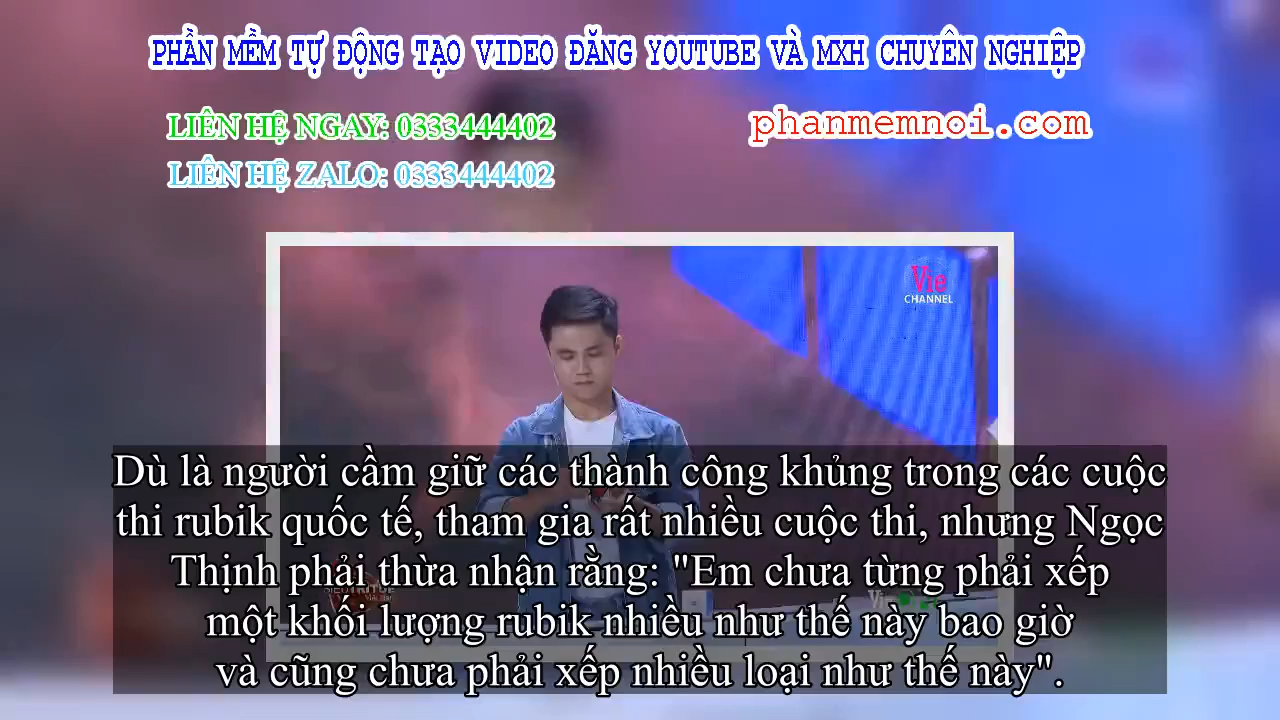 PHẦN MỀM TỰ ĐỘNG TẠO VIDEO ĐĂNG YOUTUBE VÀ MXH CHUYÊN NGHIỆP
LIÊN HỆ NGAY: 0333444402
phanmemnoi.com
LIÊN HỆ ZALO: 0333444402
Vie
CHANNEL
Dù là người cầm giữ các thành công khủng trong các cuộc
thi rubik quốc tế, tham gia rất nhiều cuộc thi, nhưng Ngọc
Thịnh phải thừa nhận rằng: "Em chưa từng phải xếp
một khối lượng rubik nhiều như thế này bao giờ
và cũng chưa phải xếp nhiều loại như thế này".